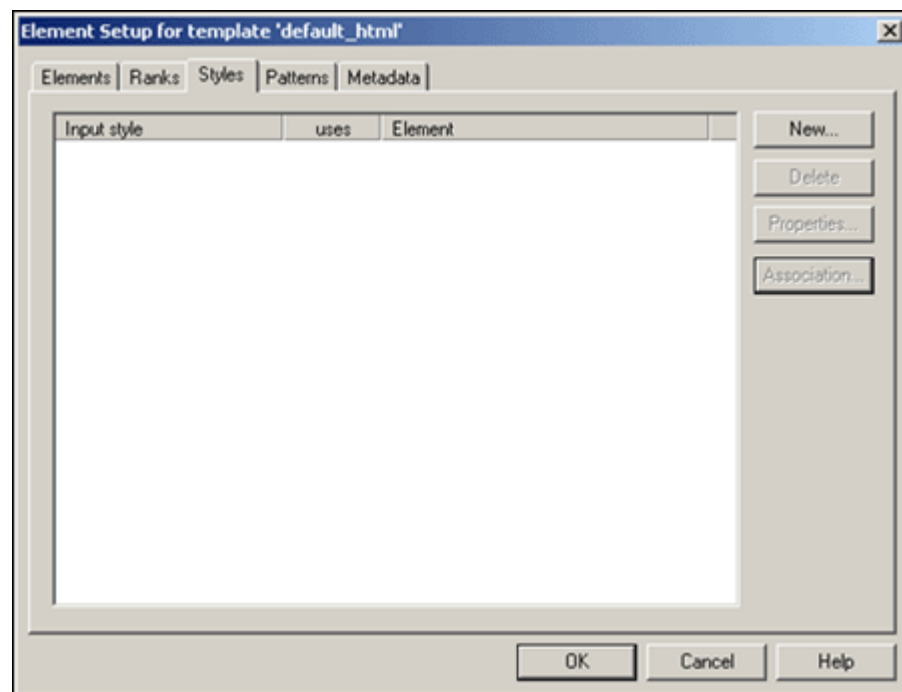 Element Setup for template 'default_html'
Elements Ranks Styles Patterns Metadata
Input style uses Element
New...
Delete
Properties...
Association...
OK Cancel Help